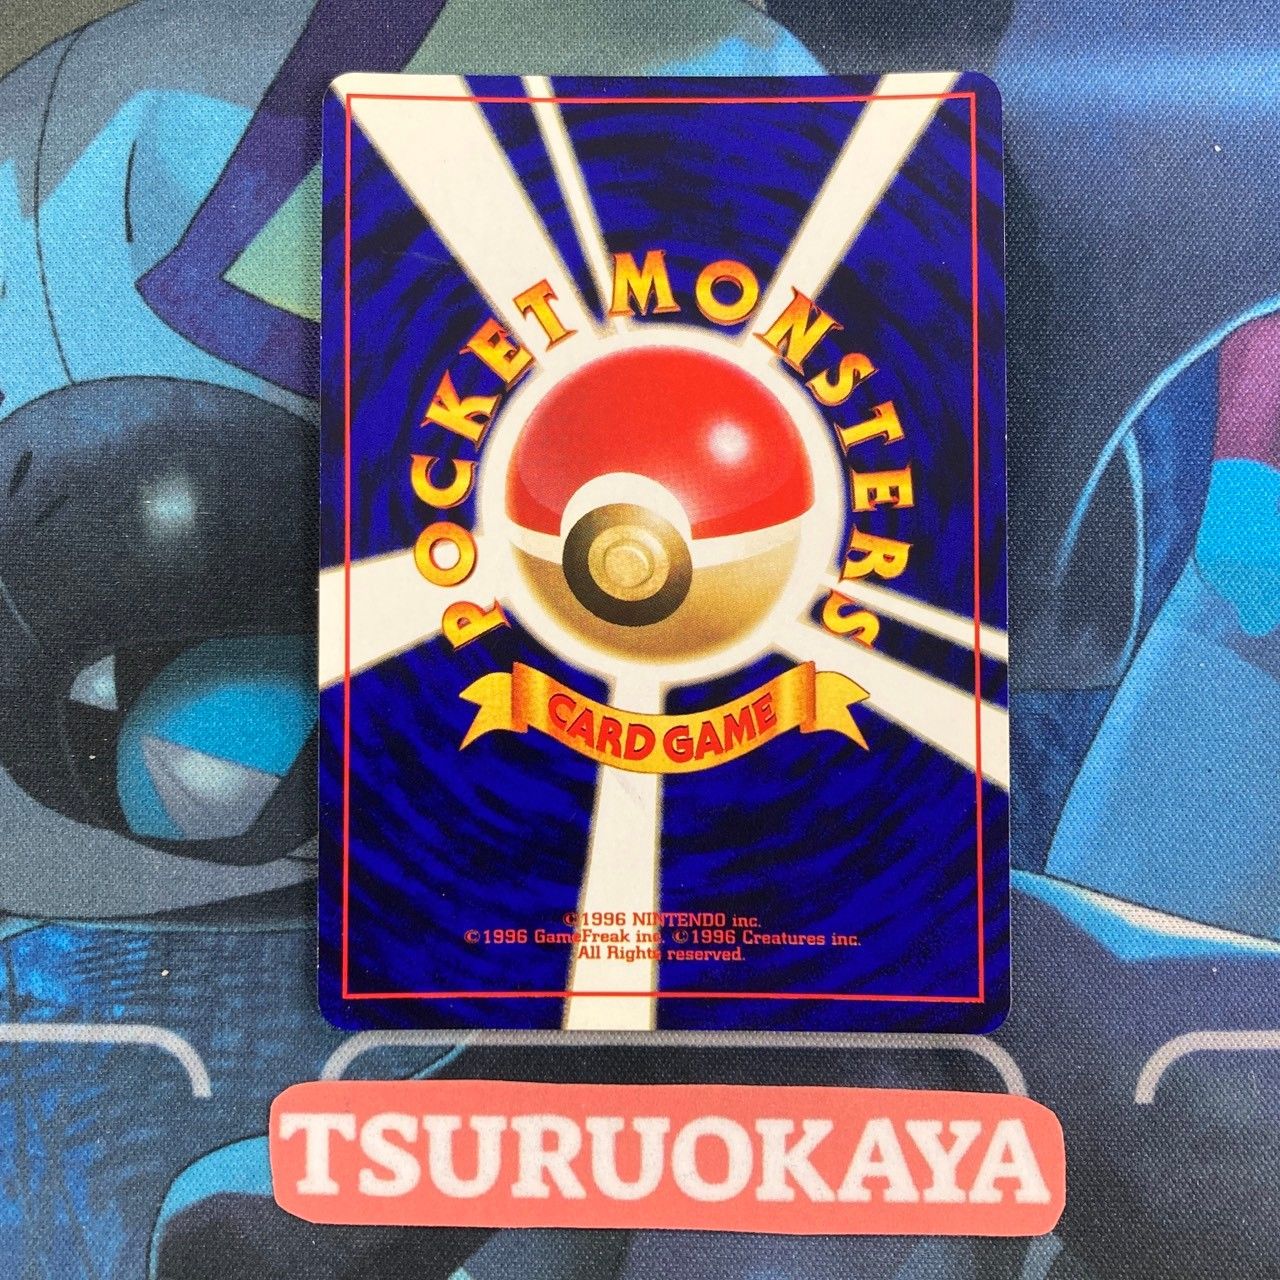 POCKET MONSTERS
CARD GAME
©1996 NINTENDO inc.
©1996 GameFreak inc. ©1996 Creatures inc.
All Rights reserved.
TSURUOKAYA